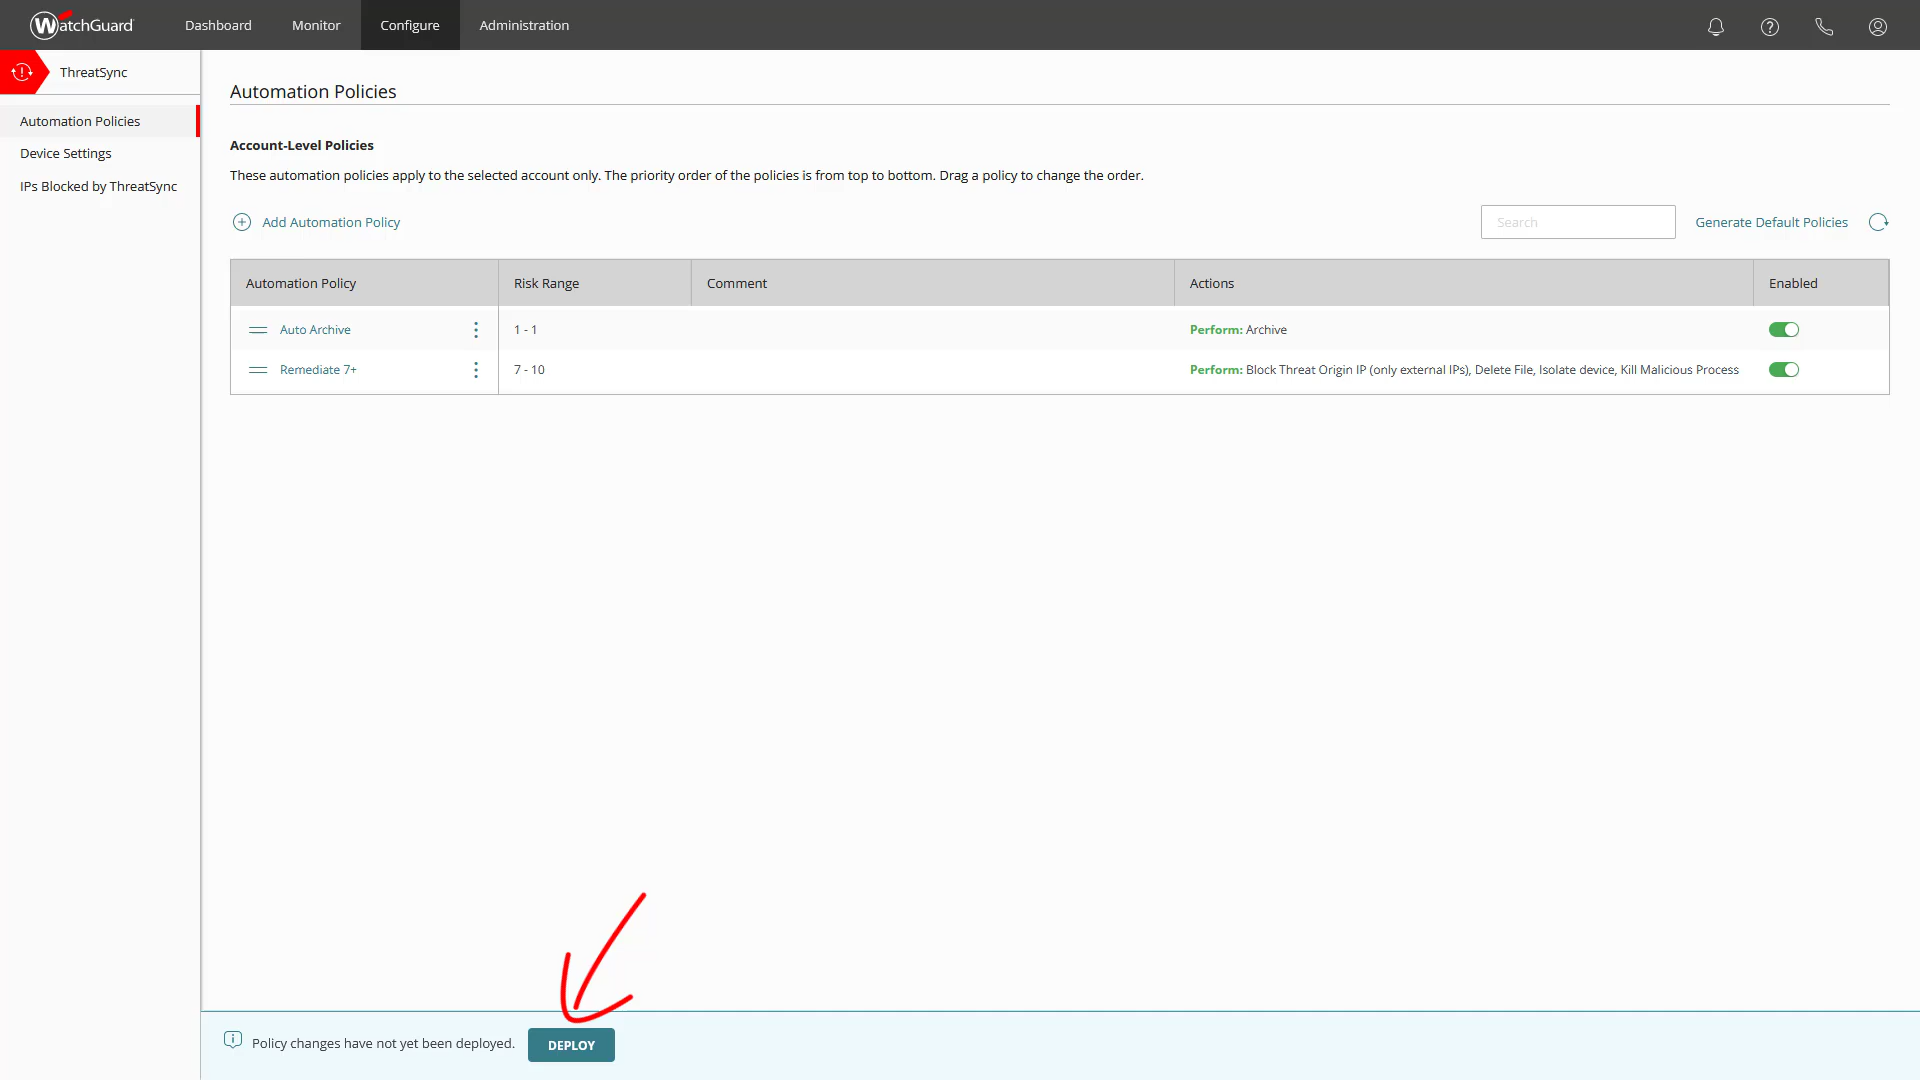 WatchGuard Dashboard Monitor Configure Administration
ThreatSync
Automation Policies
Device Settings
IPs Blocked by ThreatSync
Automation Policies
Account-Level Policies
These automation policies apply to the selected account only. The priority order of the policies is from top to bottom. Drag a policy to change the order.
Add Automation Policy Search Generate Default Policies
Automation Policy Risk Range Comment Actions Enabled
Auto Archive 1 - 1 Perform: Archive
Remediate 7+ 7 - 10 Perform: Block Threat Origin IP (only external IPs), Delete File, Isolate device, Kill Malicious Process
Policy changes have not yet been deployed. DEPLOY